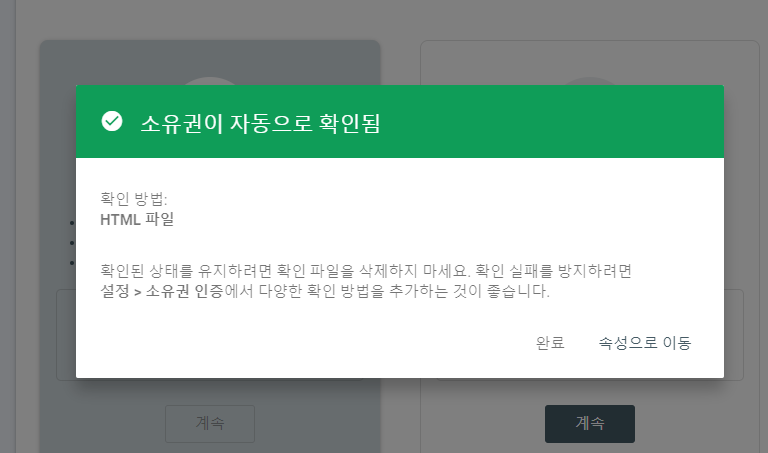 소유권이 자동으로 확인됨
확인 방법:
HTML 파일
확인된 상태를 유지하려면 확인 파일을 삭제하지 마세요. 확인 실패를 방지하려면
설정 > 소유권 인증에서 다양한 확인 방법을 추가하는 것이 좋습니다.
완료 속성으로 이동
계속 계속